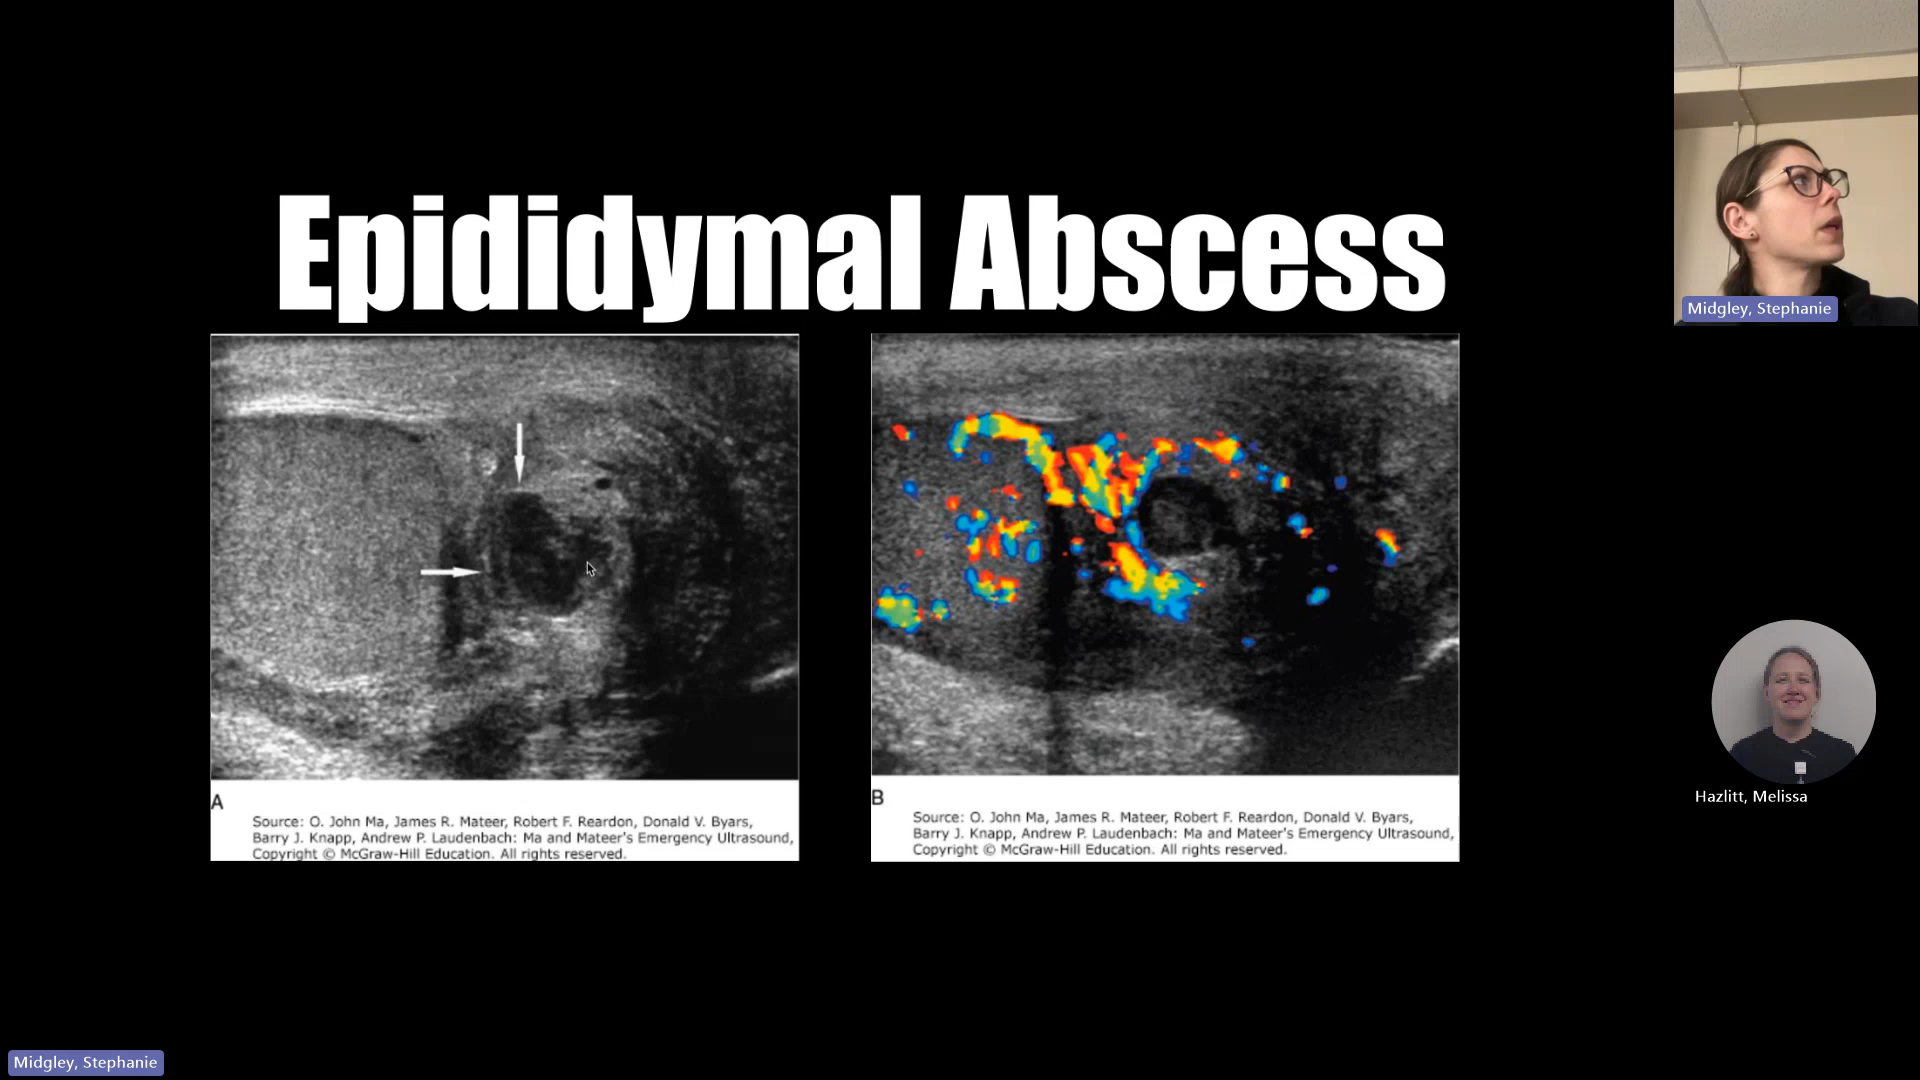 Epididymal Abscess
A
Source: O. John Ma, James R. Mateer, Robert F. Reardon, Donald V. Byars,
Barry J. Knapp, Andrew P. Laudenbach: Ma and Mateer's Emergency Ultrasound,
Copyright © McGraw-Hill Education. All rights reserved.
B
Source: O. John Ma, James R. Mateer, Robert F. Reardon, Donald V. Byars,
Barry J. Knapp, Andrew P. Laudenbach: Ma and Mateer's Emergency Ultrasound,
Copyright © McGraw-Hill Education. All rights reserved.
Midgley, Stephanie
Hazlitt, Melissa
Midgley, Stephanie